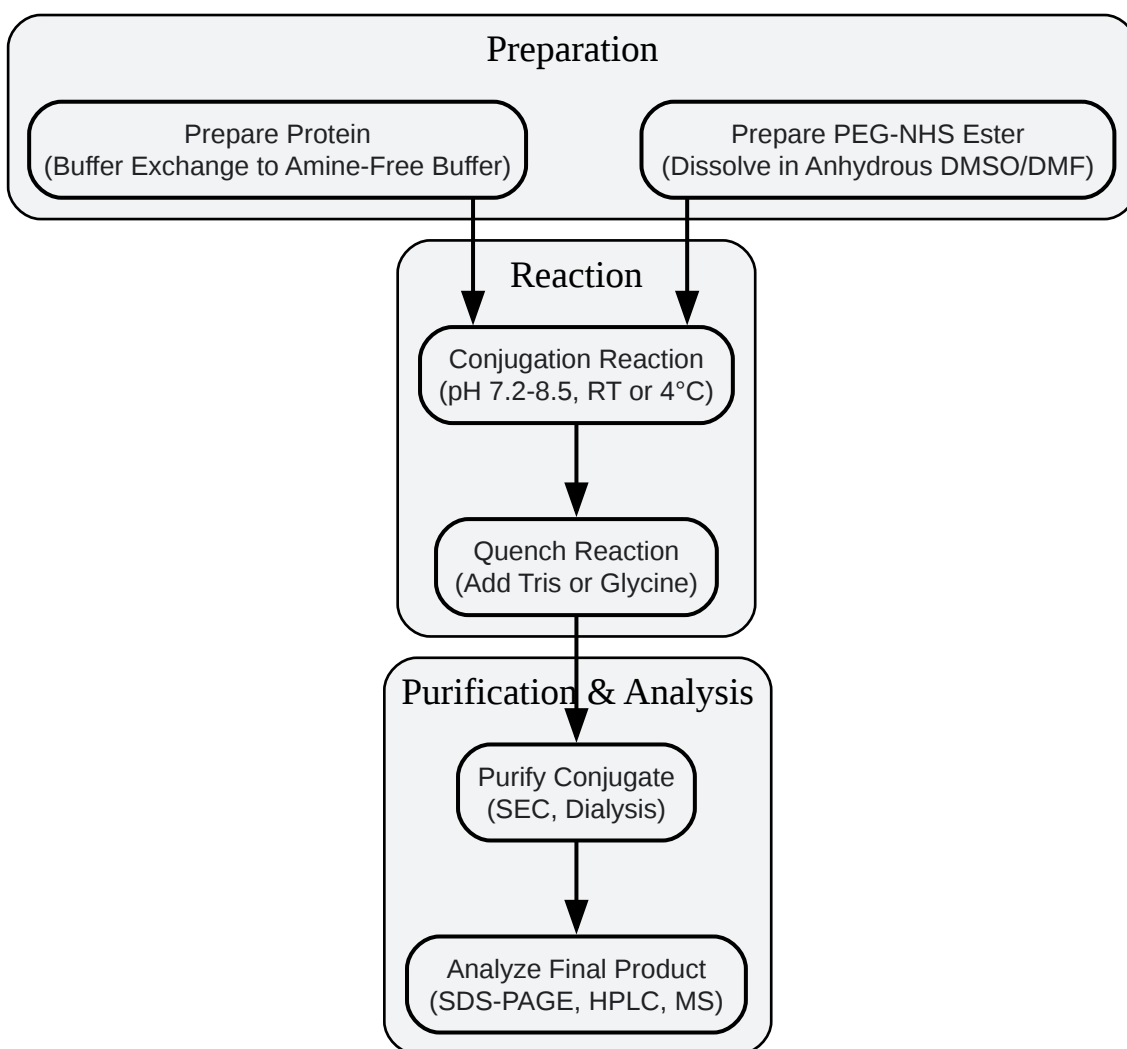 Preparation
Prepare Protein
(Buffer Exchange to Amine-Free Buffer)
Prepare PEG-NHS Ester
(Dissolve in Anhydrous DMSO/DMF)
Reaction
Conjugation Reaction
(pH 7.2-8.5, RT or 4°C)
Quench Reaction
(Add Tris or Glycine)
Purification & Analysis
Purify Conjugate
(SEC, Dialysis)
Analyze Final Product
(SDS-PAGE, HPLC, MS)